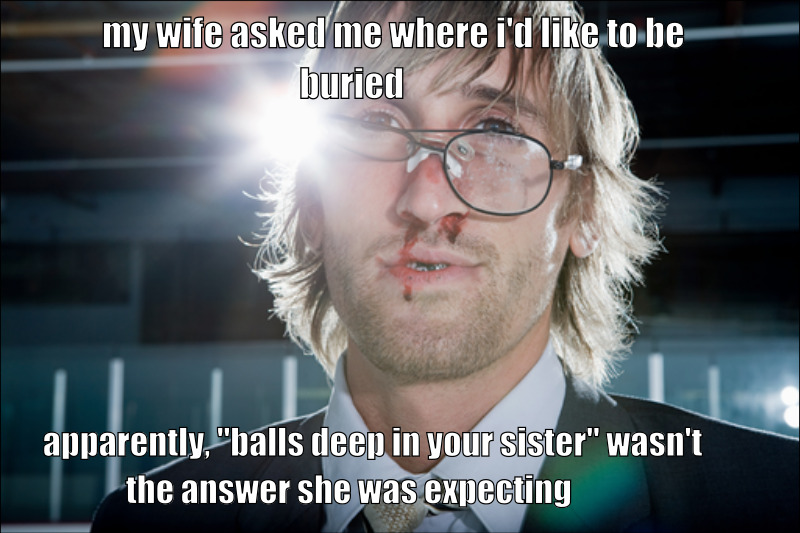 my wife asked me where i'd like to be
buried
apparently, "balls deep in your sister" wasn't
the answer she was expecting